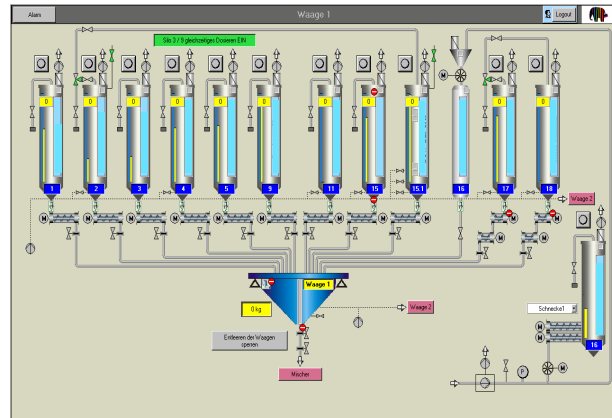 Alarm
Waage 1
Logout
Silo 3 / 9 gleichzeitiges Dosieren EIN
0 0 0 0 0 0 0 0 0 0 0
1 2 3 4 5 9 11 15 15.1 16 17 18
Waage 2
M M M M M M M M M M M
M M
Waage 1
0 kg
Waage 2
Schnecke1
Entleeren der Waagen
sperren
M
M
16
Mischer
M
P